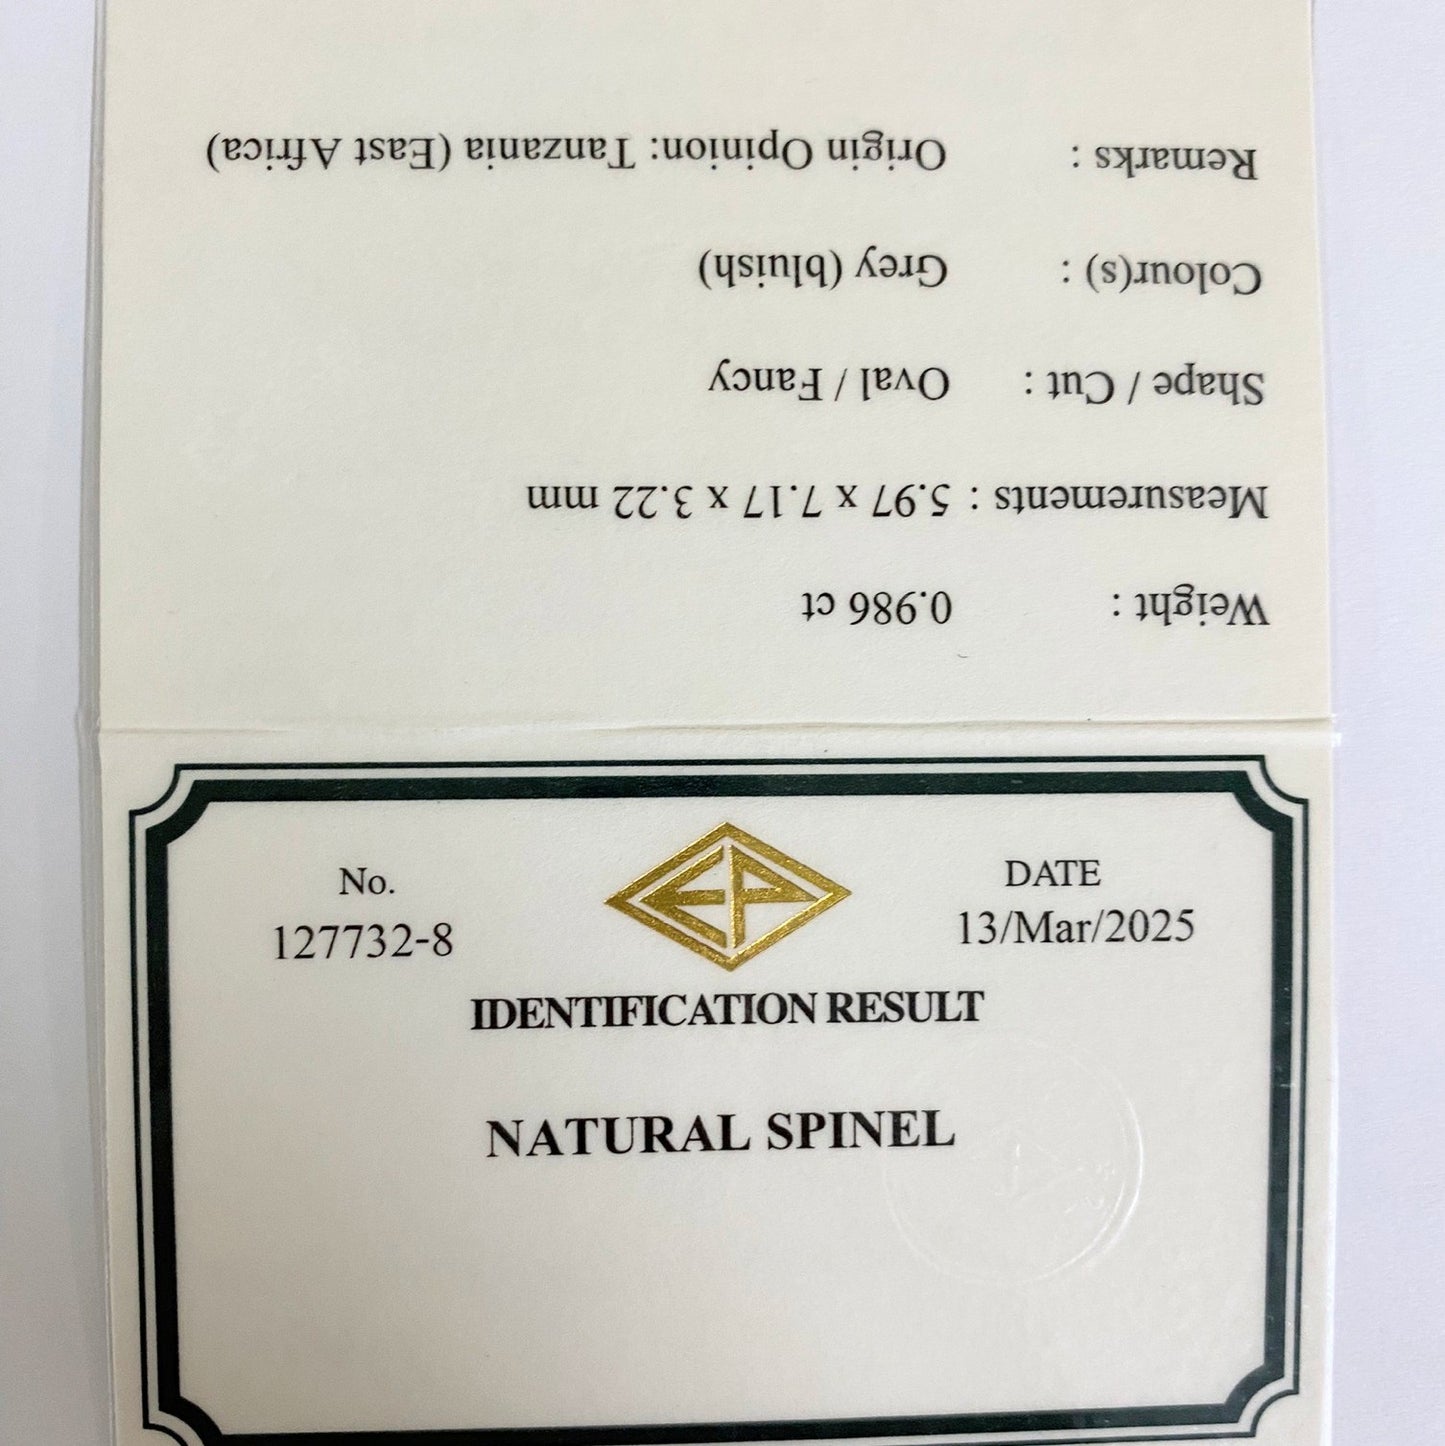 Weight : 0.986 ct
Measurements : 5.97 x 7.17 x 3.22 mm
Shape / Cut : Oval / Fancy
Colour(s) : Grey (bluish)
Remarks : Origin Opinion: Tanzania (East Africa)
No.
127732-8
EP
DATE
13/Mar/2025
IDENTIFICATION RESULT
NATURAL SPINEL